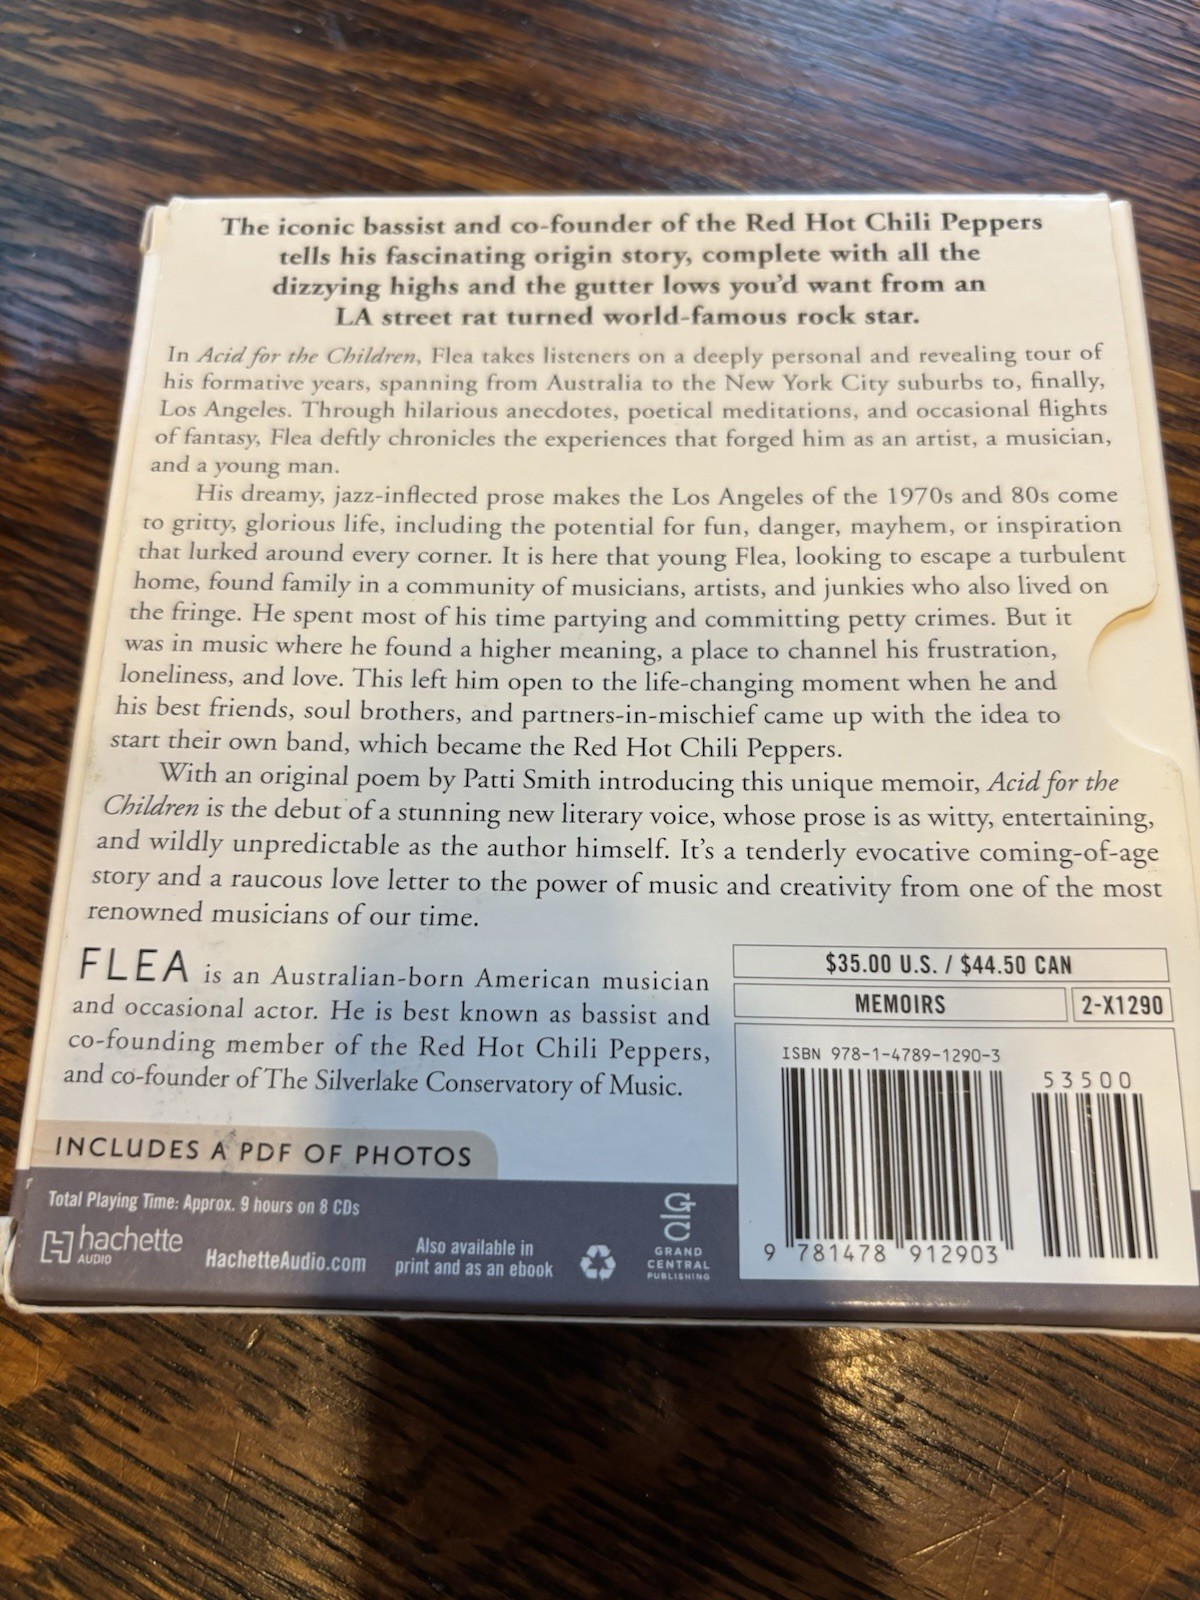 The iconic bassist and co-founder of the Red Hot Chili Peppers
tells his fascinating origin story, complete with all the
dizzying highs and the gutter lows you'd want from an
LA street rat turned world-famous rock star.
In Acid for the Children, Flea takes listeners on a deeply personal and revealing tour of
his formative years, spanning from Australia to the New York City suburbs to, finally,
Los Angeles. Through hilarious anecdotes, poetical meditations, and occasional flights
of fantasy, Flea deftly chronicles the experiences that forged him as an artist, a musician,
and a young man.
His dreamy, jazz-inflected prose makes the Los Angeles of the 1970s and 80s come
to gritty, glorious life, including the potential for fun, danger, mayhem, or inspiration
that lurked around every corner. It is here that young Flea, looking to escape a turbulent
home, found family in a community of musicians, artists, and junkies who also lived on
the fringe. He spent most of his time partying and committing petty crimes. But it
was in music where he found a higher meaning, a place to channel his frustration,
loneliness, and love. This left him open to the life-changing moment when he and
his best friends, soul brothers, and partners-in-mischief came up with the idea to
start their own band, which became the Red Hot Chili Peppers.
With an original poem by Patti Smith introducing this unique memoir, Acid for the
Children is the debut of a stunning new literary voice, whose prose is as witty, entertaining,
and wildly unpredictable as the author himself. It's a tenderly evocative coming-of-age
story and a raucous love letter to the power of music and creativity from one of the most
renowned musicians of our time.
FLEA is an Australian-born American musician
and occasional actor. He is best known as bassist and
co-founding member of the Red Hot Chili Peppers,
and co-founder of The Silverlake Conservatory of Music.
INCLUDES A PDF OF PHOTOS
Total Playing Time: Approx. 9 hours on 8 CDs
hachette
AUDIO
HachetteAudio.com
Also available in
print and as an ebook
GRAND
CENTRAL
PUBLISHING
$35.00 U.S. / $44.50 CAN
MEMOIRS
2-X1290
ISBN 978-1-4789-1290-3
53500
9 781478 912903